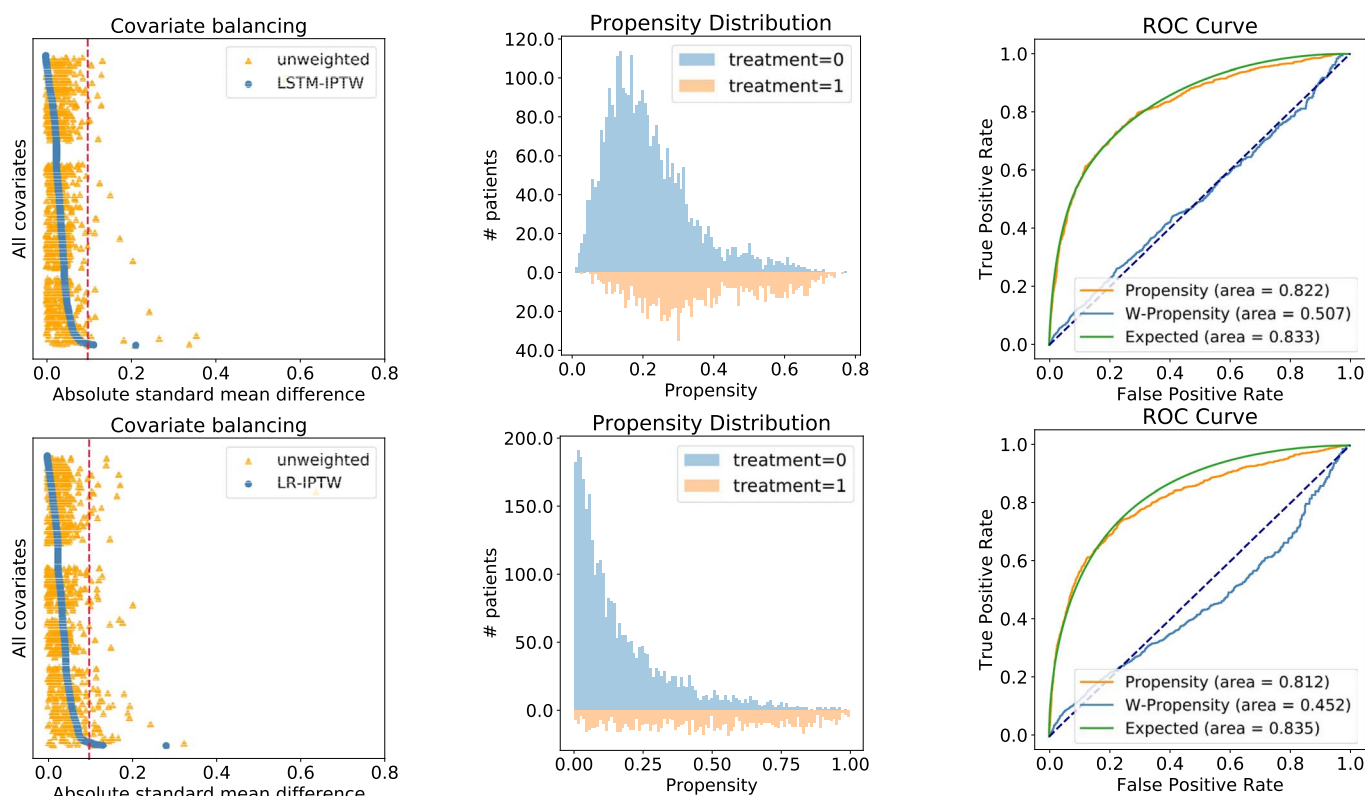 Covariate balancing
unweighted
LSTM-IPTW
All covariates
0.0 0.2 0.4 0.6 0.8
Absolute standard mean difference
Propensity Distribution
treatment=0
treatment=1
# patients
120.0
100.0
80.0
60.0
40.0
20.0
0.0
20.0
40.0
0.0 0.2 0.4 0.6 0.8
Propensity
ROC Curve
True Positive Rate
1.0
0.8
0.6
0.4
0.2
0.0
Propensity (area = 0.822)
W-Propensity (area = 0.507)
Expected (area = 0.833)
0.0 0.2 0.4 0.6 0.8 1.0
False Positive Rate
Covariate balancing
unweighted
LR-IPTW
All covariates
0.0 0.2 0.4 0.6 0.8
Absolute standard mean difference
Propensity Distribution
treatment=0
treatment=1
# patients
200.0
150.0
100.0
50.0
0.0
0.00 0.25 0.50 0.75 1.00
Propensity
ROC Curve
True Positive Rate
1.0
0.8
0.6
0.4
0.2
0.0
Propensity (area = 0.812)
W-Propensity (area = 0.452)
Expected (area = 0.835)
0.0 0.2 0.4 0.6 0.8 1.0
False Positive Rate